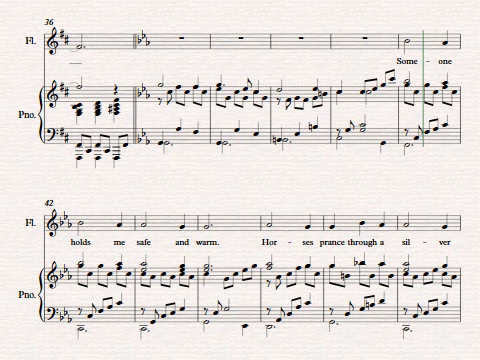 36
Fl.
Some - one
Pno.
42
Fl.
holds me safe and warm. Hor - ses prance through a sil - ver
Pno.